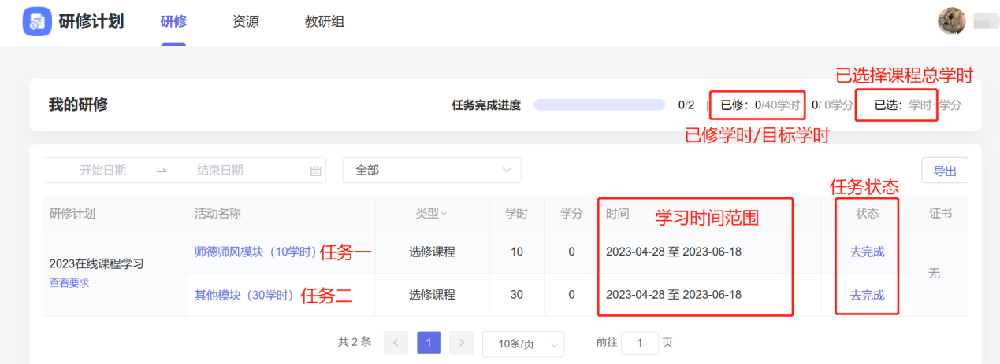 研修计划 研修 资源 教研组
已选择课程总学时
我的研修 任务完成进度 0/2 已修：0/40学时 0/ 0学分 已选： 学时· 学分
已修学时/目标学时
开始日期 → 结束日期 全部 导出
任务状态
研修计划 活动名称 类型 学时 学分 时间 学习时间范围 状态 证书
2023在线课程学习
查看要求
师德师风模块（10学时） 任务一 选修课程 10 0 2023-04-28 至 2023-06-18 去完成
无
其他模块（30学时） 任务二 选修课程 30 0 2023-04-28 至 2023-06-18 去完成
共 2 条 < 1 > 10条/页 前往 1 页